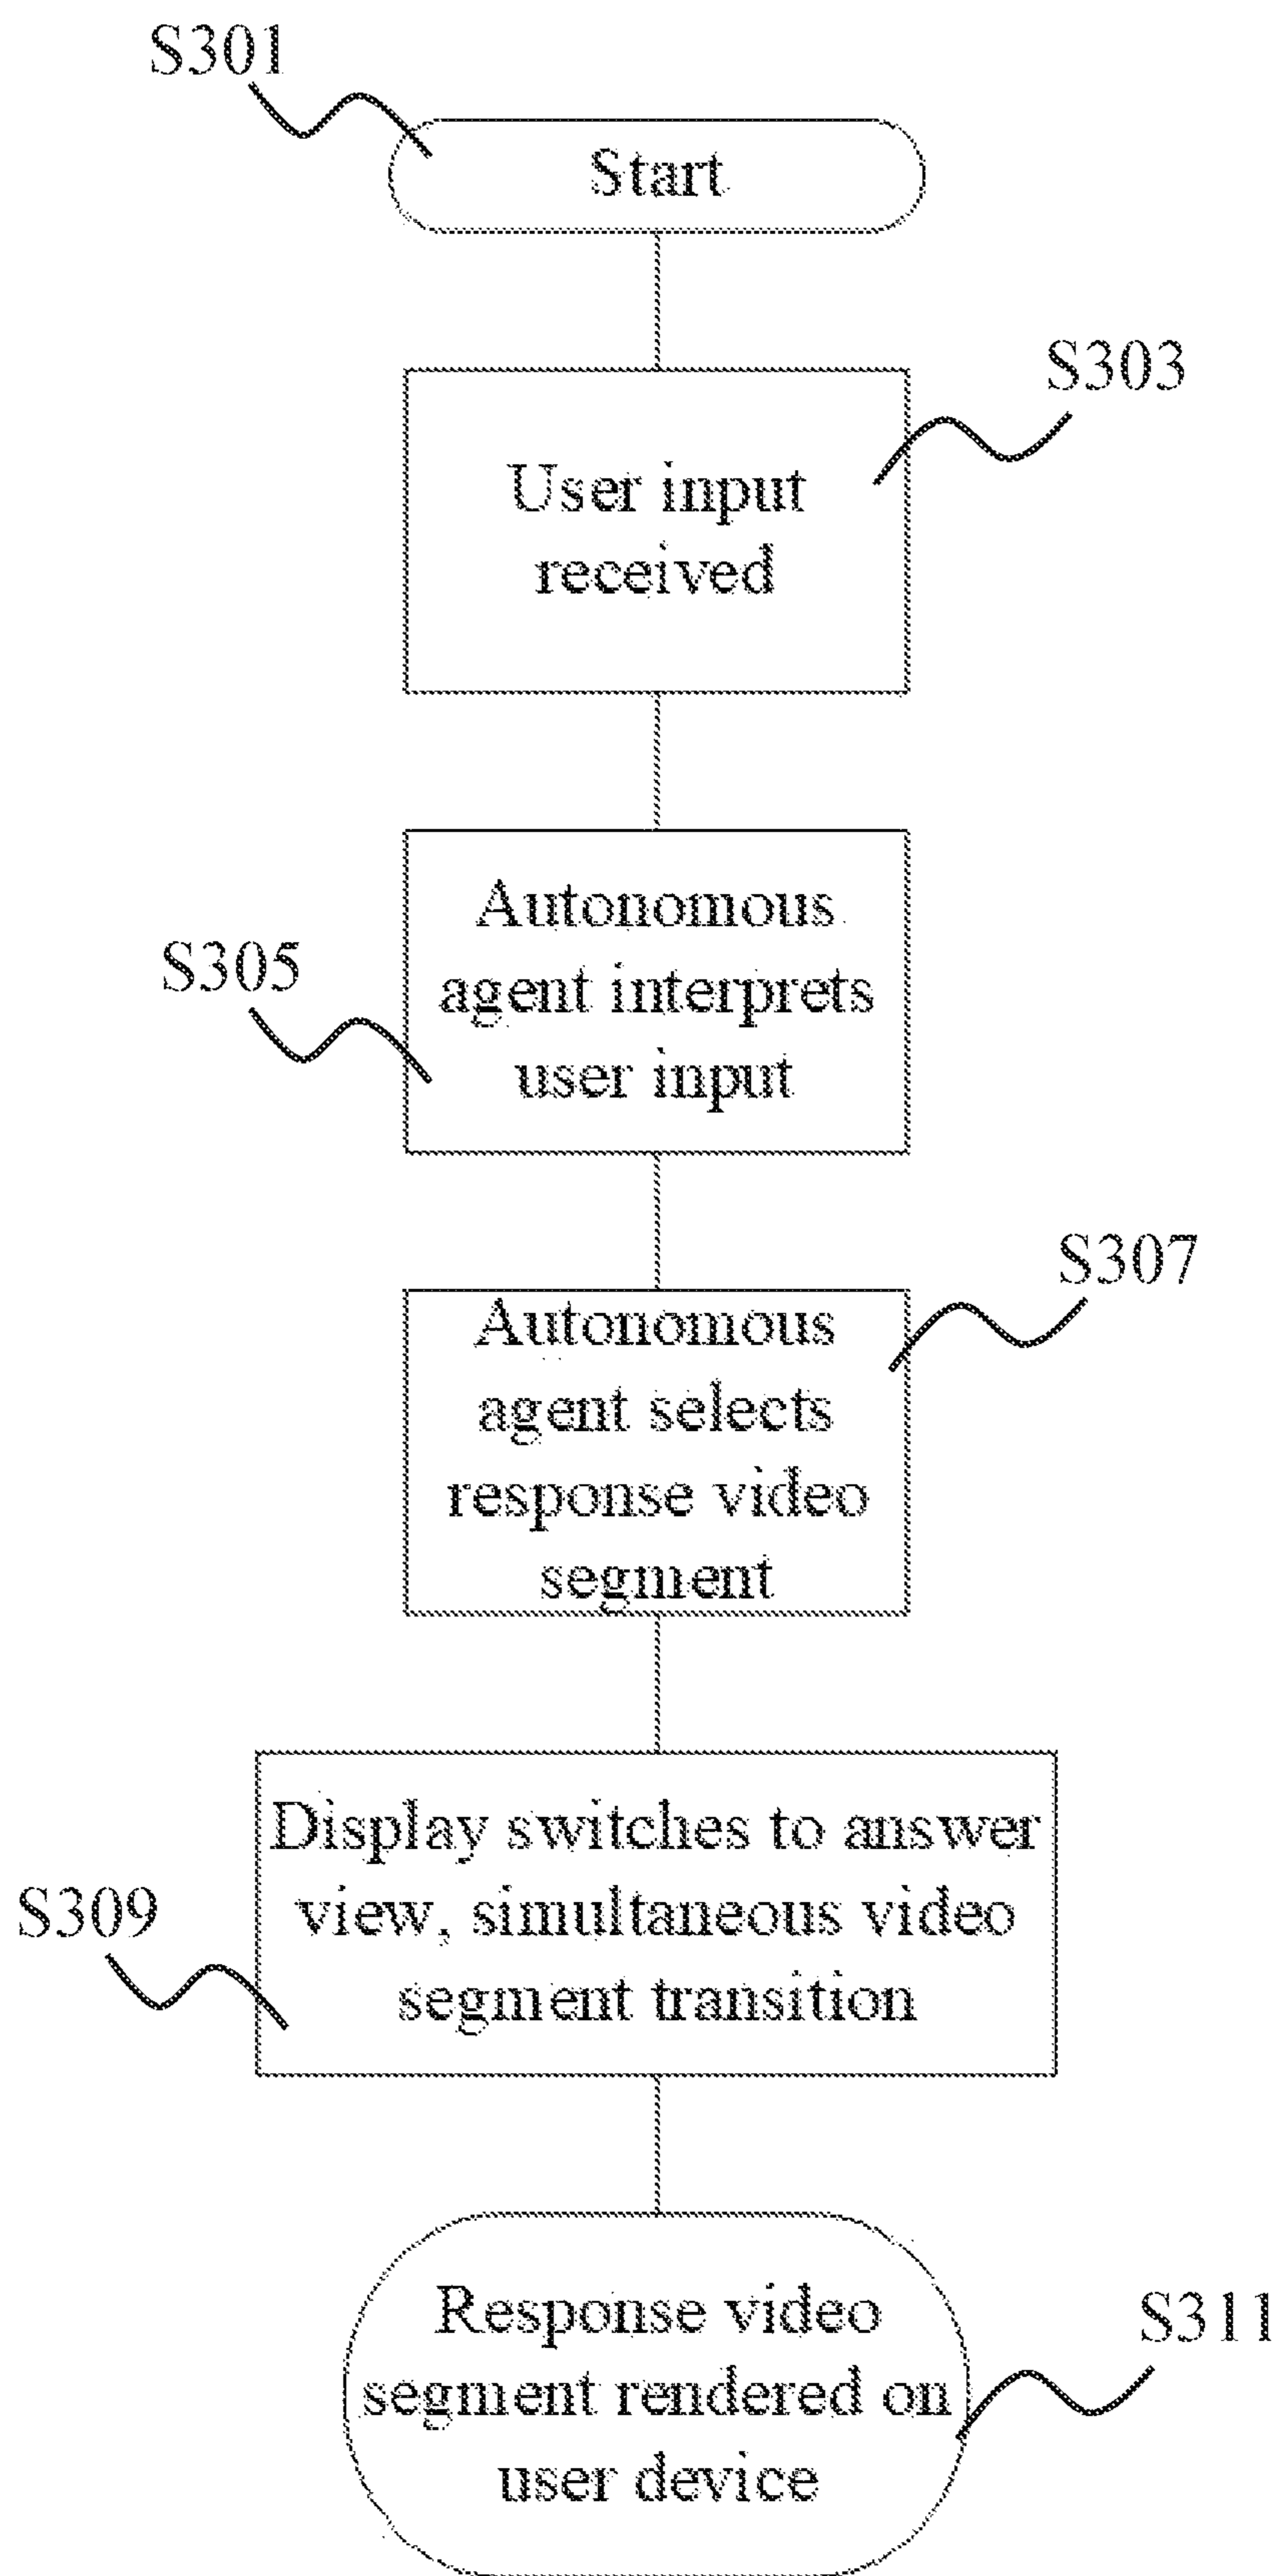 S301
Start
S303
User input
received
S305
Autonomous
agent interprets
user input
S307
Autonomous
agent selects
response video
segment
S309
Display switches to answer
view, simultaneous video
segment transition
S311
Response video
segment rendered on
user device